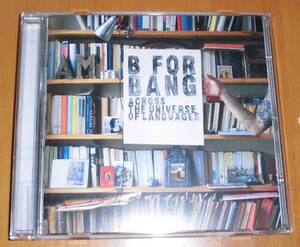 B FOR
BANG
ACROSS
THE UNIVERSE
OF LANGUAGES